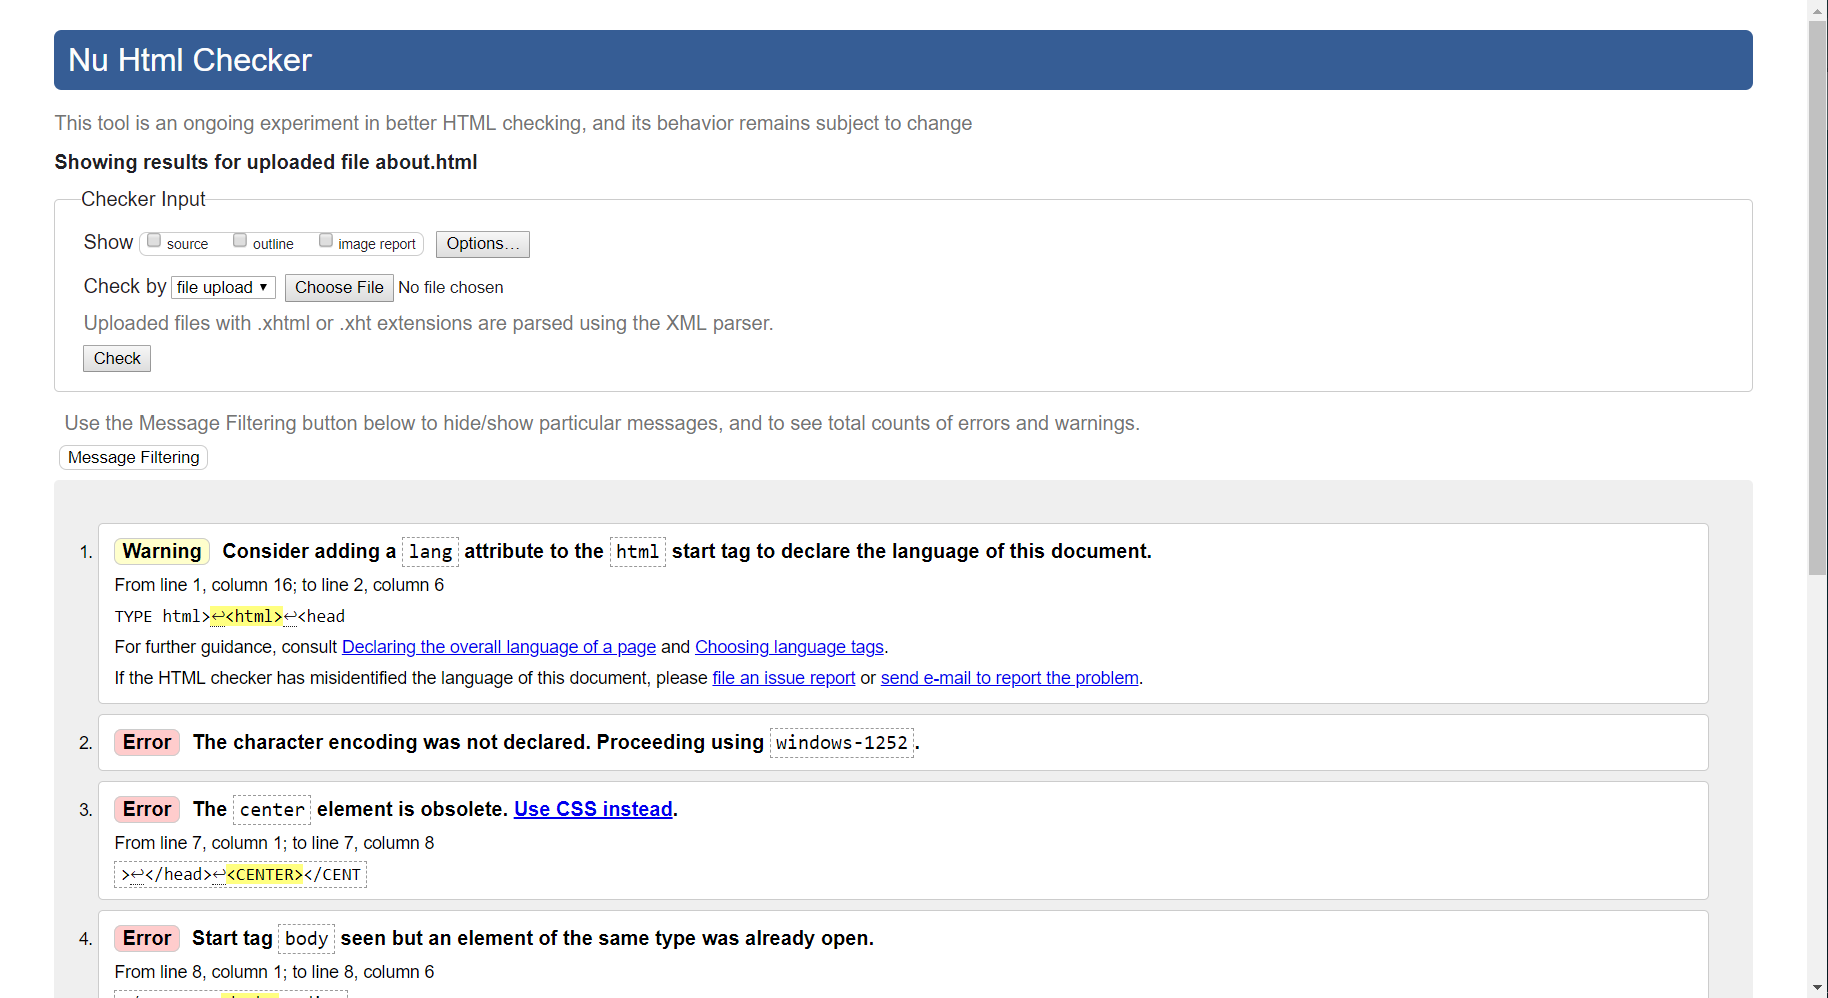 Nu Html Checker
This tool is an ongoing experiment in better HTML checking, and its behavior remains subject to change
Showing results for uploaded file about.html
Checker Input
Show source outline image report Options...
Check by file upload Choose File No file chosen
Uploaded files with .xhtml or .xht extensions are parsed using the XML parser.
Check
Use the Message Filtering button below to hide/show particular messages, and to see total counts of errors and warnings.
Message Filtering
1. Warning Consider adding a lang attribute to the html start tag to declare the language of this document.
From line 1, column 16; to line 2, column 6
TYPE html>↩<html>↩<head
For further guidance, consult Declaring the overall language of a page and Choosing language tags.
If the HTML checker has misidentified the language of this document, please file an issue report or send e-mail to report the problem.
2. Error The character encoding was not declared. Proceeding using windows-1252.
3. Error The center element is obsolete. Use CSS instead.
From line 7, column 1; to line 7, column 8
>↩</head>↩<CENTER></CENT
4. Error Start tag body seen but an element of the same type was already open.
From line 8, column 1; to line 8, column 6